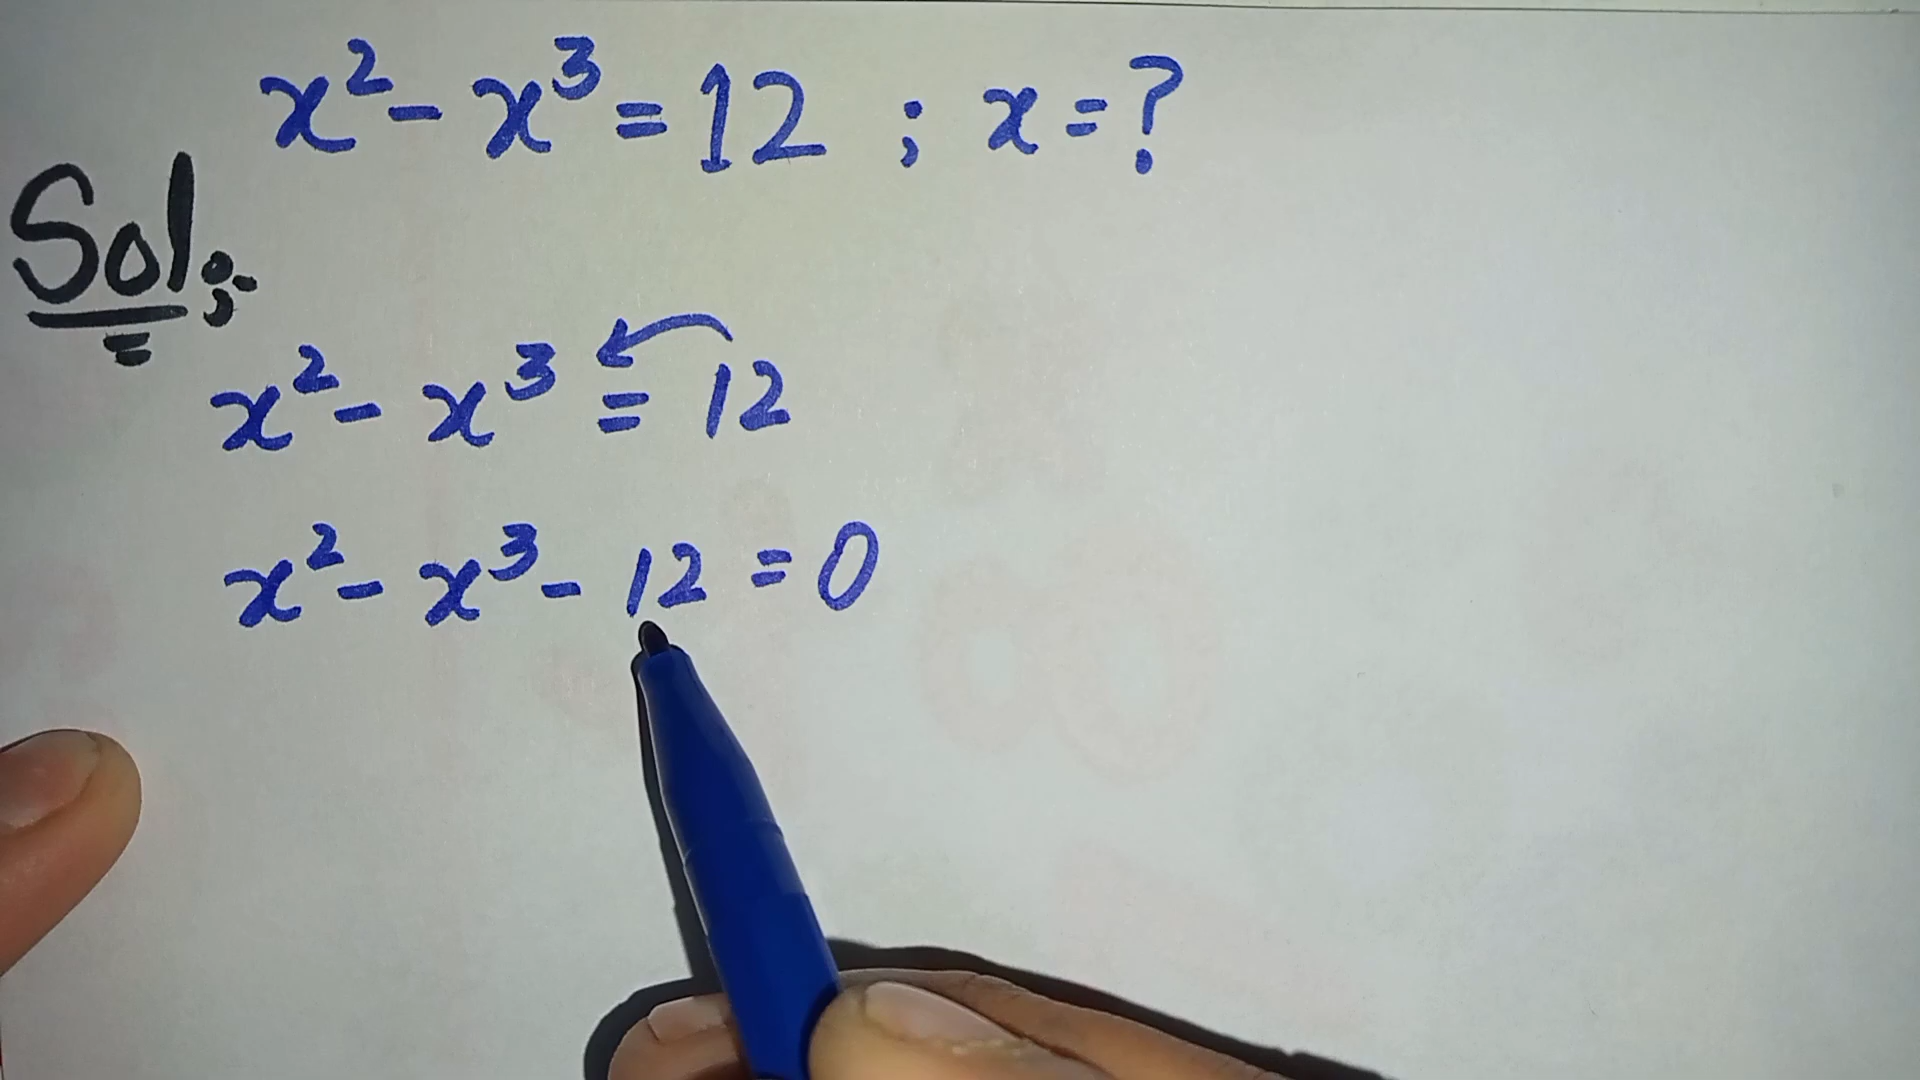 x² - x³ = 12 ; x = ?
Sol:-
x² - x³ = 12
x² - x³ - 12 = 0